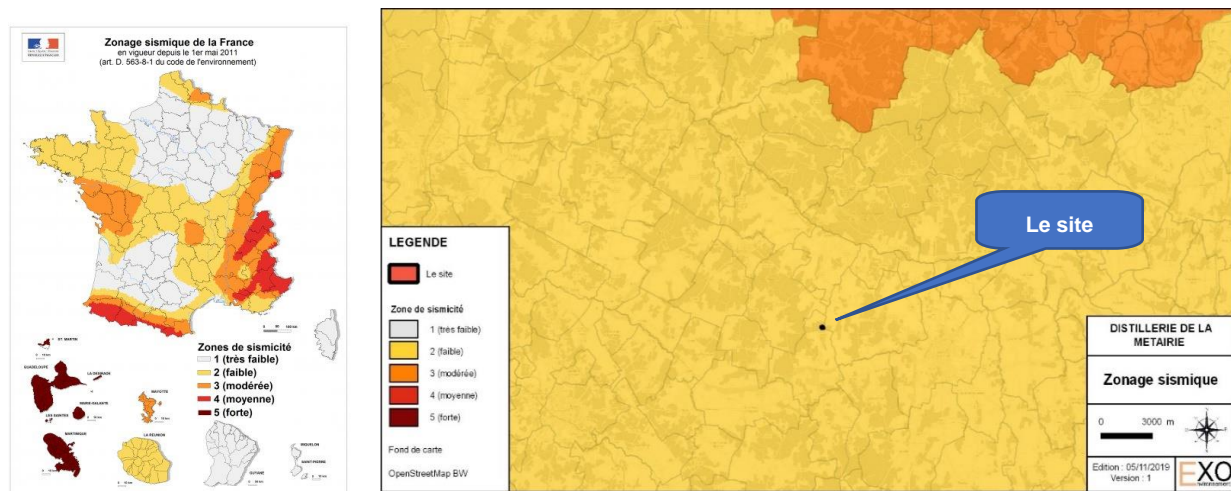 Zonage sismique de la France
en vigueur depuis le 1er mai 2011
(art. D. 563-8-1 du code de l'environnement)
Zones de sismicité
1 (très faible)
2 (faible)
3 (modérée)
4 (moyenne)
5 (forte)
ST. MARTIN
GUADELOUPE
LA DESIRADE
LES SAINTES
MARIE-GALANTE
MAYOTTE
MARTINIQUE
LA RÉUNION
GUYANE
MIQUELON
SAINT-PIERRE
Le site
LEGENDE
Le site
Zone de sismicité
1 (très faible)
2 (faible)
3 (modérée)
4 (moyenne)
5 (forte)
Fond de carte
OpenStreetMap BW
DISTILLERIE DE LA
METAIRIE
Zonage sismique
0 3000 m
Edition : 05/11/2019
Version : 1
EXO